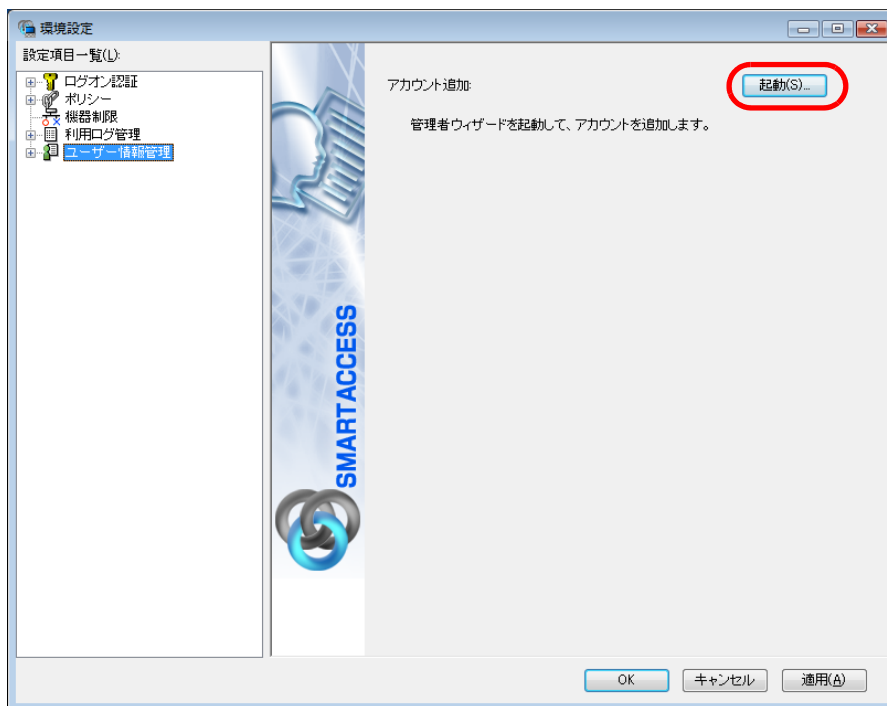 環境設定
設定項目一覧(L):
ログオン認証
ポリシー
機器制限
利用ログ管理
ユーザー情報管理
アカウント追加:
起動(S)...
管理者ウィザードを起動して、アカウントを追加します。
SMARTACCESS
OK
キャンセル
適用(A)